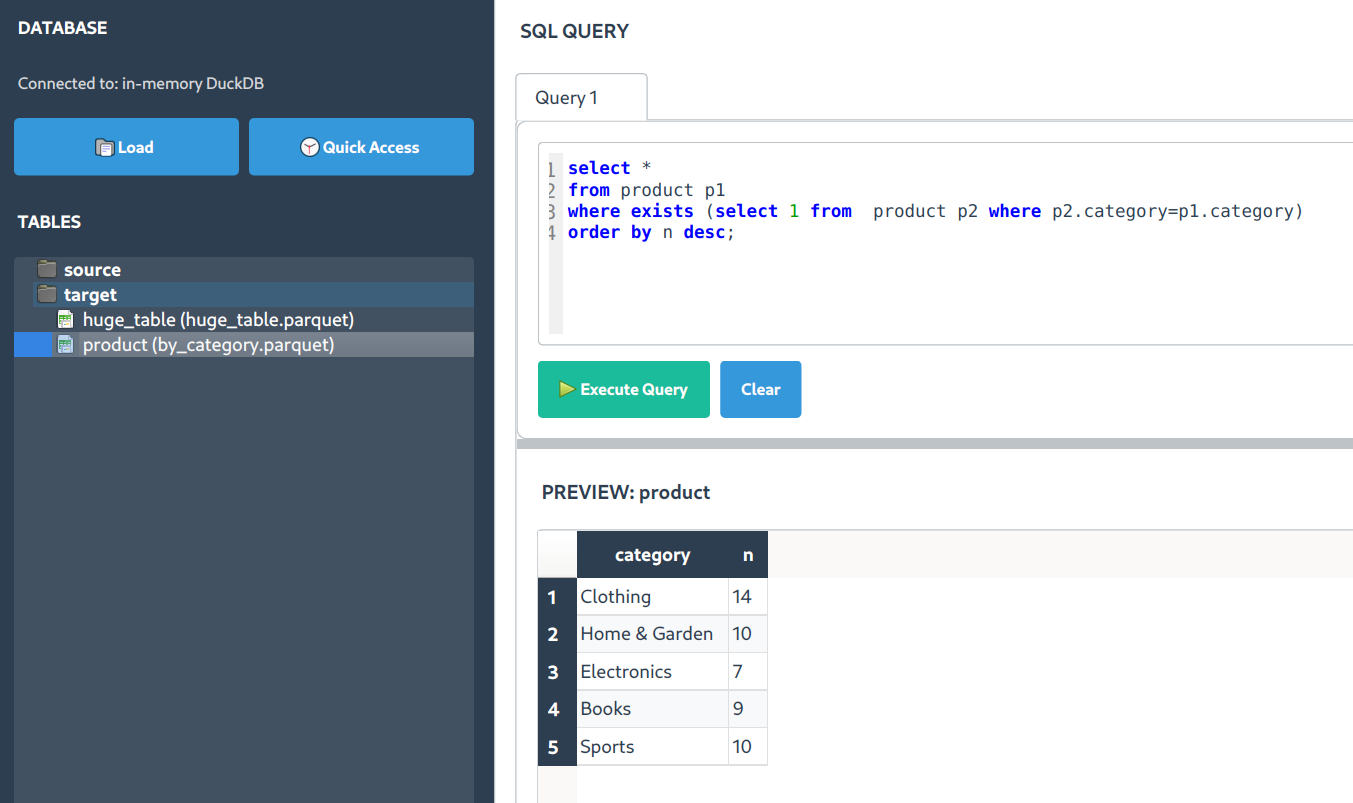 DATABASE
Connected to: in-memory DuckDB
Load
Quick Access
TABLES
source
target
huge_table (huge_table.parquet)
product (by_category.parquet)
SQL QUERY
Query 1
1 select *
2 from product p1
3 where exists (select 1 from  product p2 where p2.category=p1.category)
4 order by n desc;
Execute Query
Clear
PREVIEW: product
category n
1 Clothing 14
2 Home & Garden 10
3 Electronics 7
4 Books 9
5 Sports 10